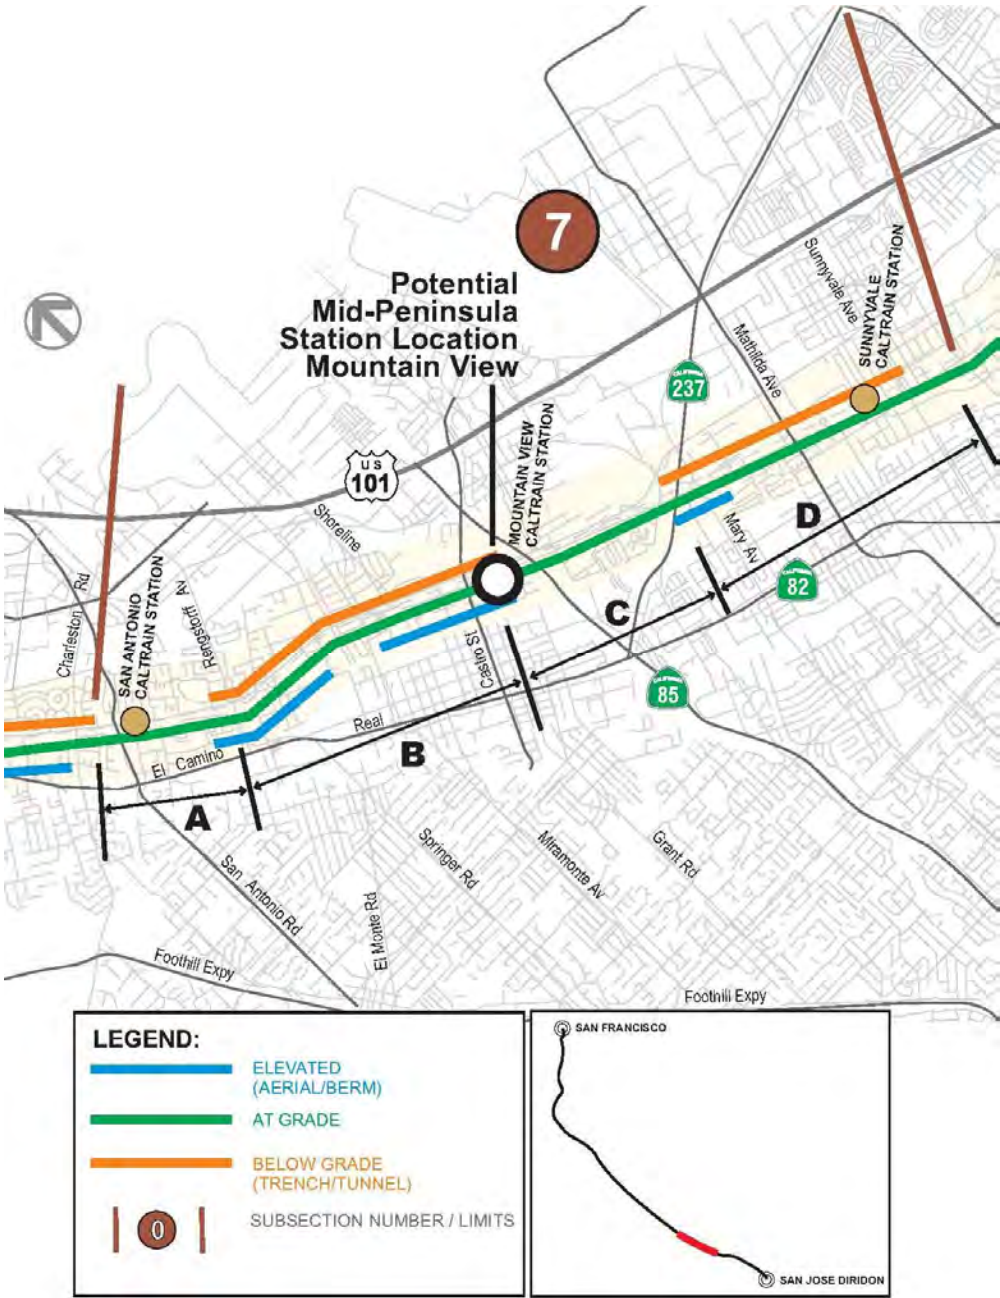 7
Potential
Mid-Peninsula
Station Location
Mountain View
Sunnyvale Ave
SUNNYVALE
CALTRAIN STATION
Mathilda Ave
CALIFORNIA
237
U S
101
MOUNTAIN VIEW
CALTRAIN STATION
Shoreline
Charleston Rd
SAN ANTONIO
CALTRAIN STATION
Rengstorff Av
Mary Av
D
CALIFORNIA
82
C
Castro St
CALIFORNIA
85
El Camino Real
B
A
Springer Rd
Miramonte Av
Grant Rd
San Antonio Rd
El Monte Rd
Foothill Expy
Foothill Expy
LEGEND:
ELEVATED
(AERIAL/BERM)
AT GRADE
BELOW GRADE
(TRENCH/TUNNEL)
0
SUBSECTION NUMBER / LIMITS
SAN FRANCISCO
SAN JOSE DIRIDON